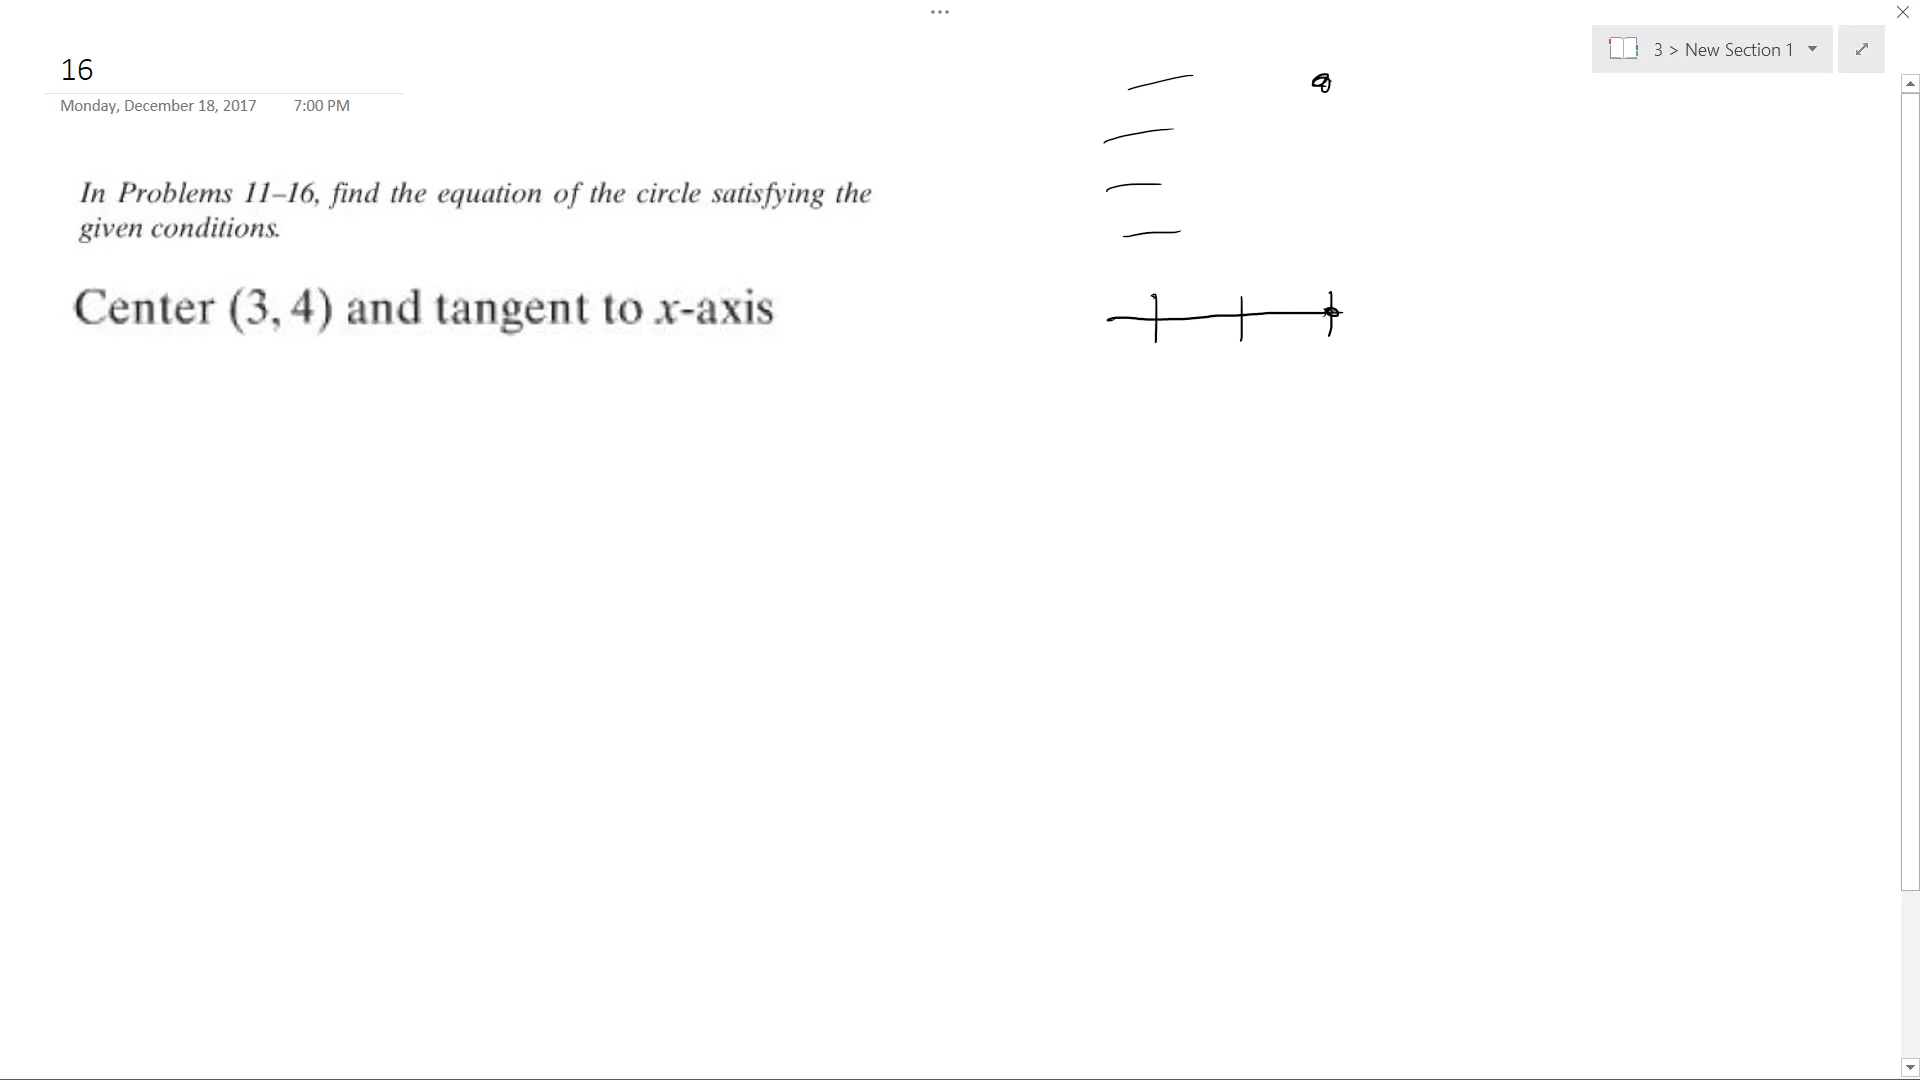 16
Monday, December 18, 2017 7:00 PM
3 > New Section 1
In Problems 11–16, find the equation of the circle satisfying the
given conditions.
Center (3, 4) and tangent to x-axis